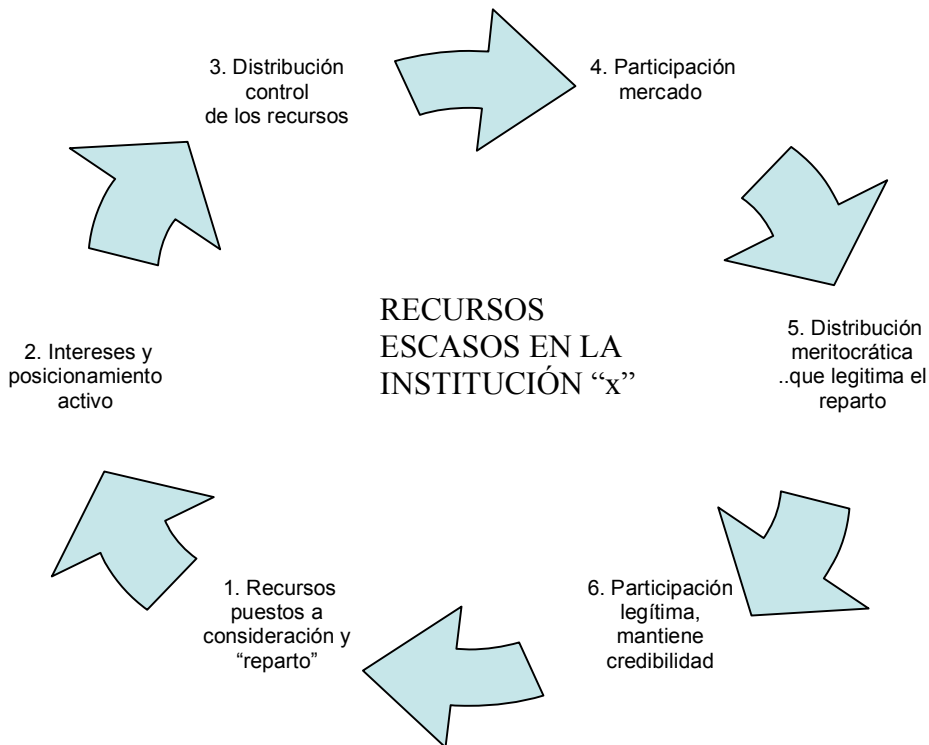 3. Distribución
control
de los recursos
4. Participación
mercado
RECURSOS
ESCASOS EN LA
INSTITUCIÓN “x”
2. Intereses y
posicionamiento
activo
5. Distribución
meritocrática
..que legitima el
reparto
1. Recursos
puestos a
consideración y
“reparto”
6. Participación
legítima,
mantiene
credibilidad